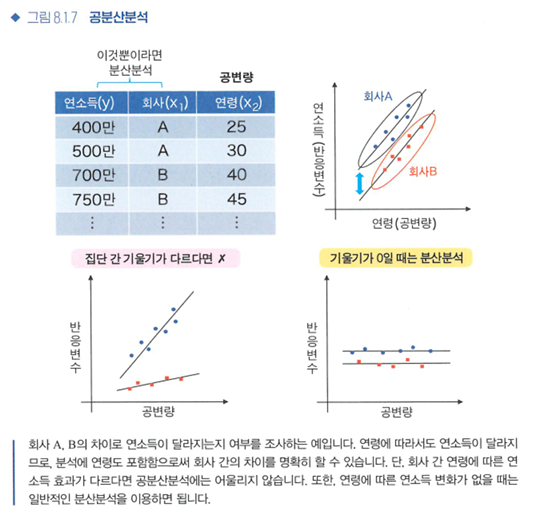 ◆ 그림 8.1.7 공분산분석
이것뿐이라면
분산분석
공변량
연소득(y) 회사(x₁) 연령(x₂)
400만 A 25
500만 A 30
700만 B 40
750만 B 45
⋮ ⋮ ⋮
연소득(반응변수)
회사A
회사B
연령(공변량)
집단 간 기울기가 다르다면 ✗
반응변수
공변량
기울기가 0일 때는 분산분석
반응변수
공변량
회사 A, B의 차이로 연소득이 달라지는지 여부를 조사하는 예입니다. 연령에 따라서도 연소득이 달라지
므로, 분석에 연령도 포함함으로써 회사 간의 차이를 명확히 할 수 있습니다. 단, 회사 간 연령에 따른 연
소득 효과가 다르다면 공분산분석에는 어울리지 않습니다. 또한, 연령에 따른 연소득 변화가 없을 때는
일반적인 분산분석을 이용하면 됩니다.